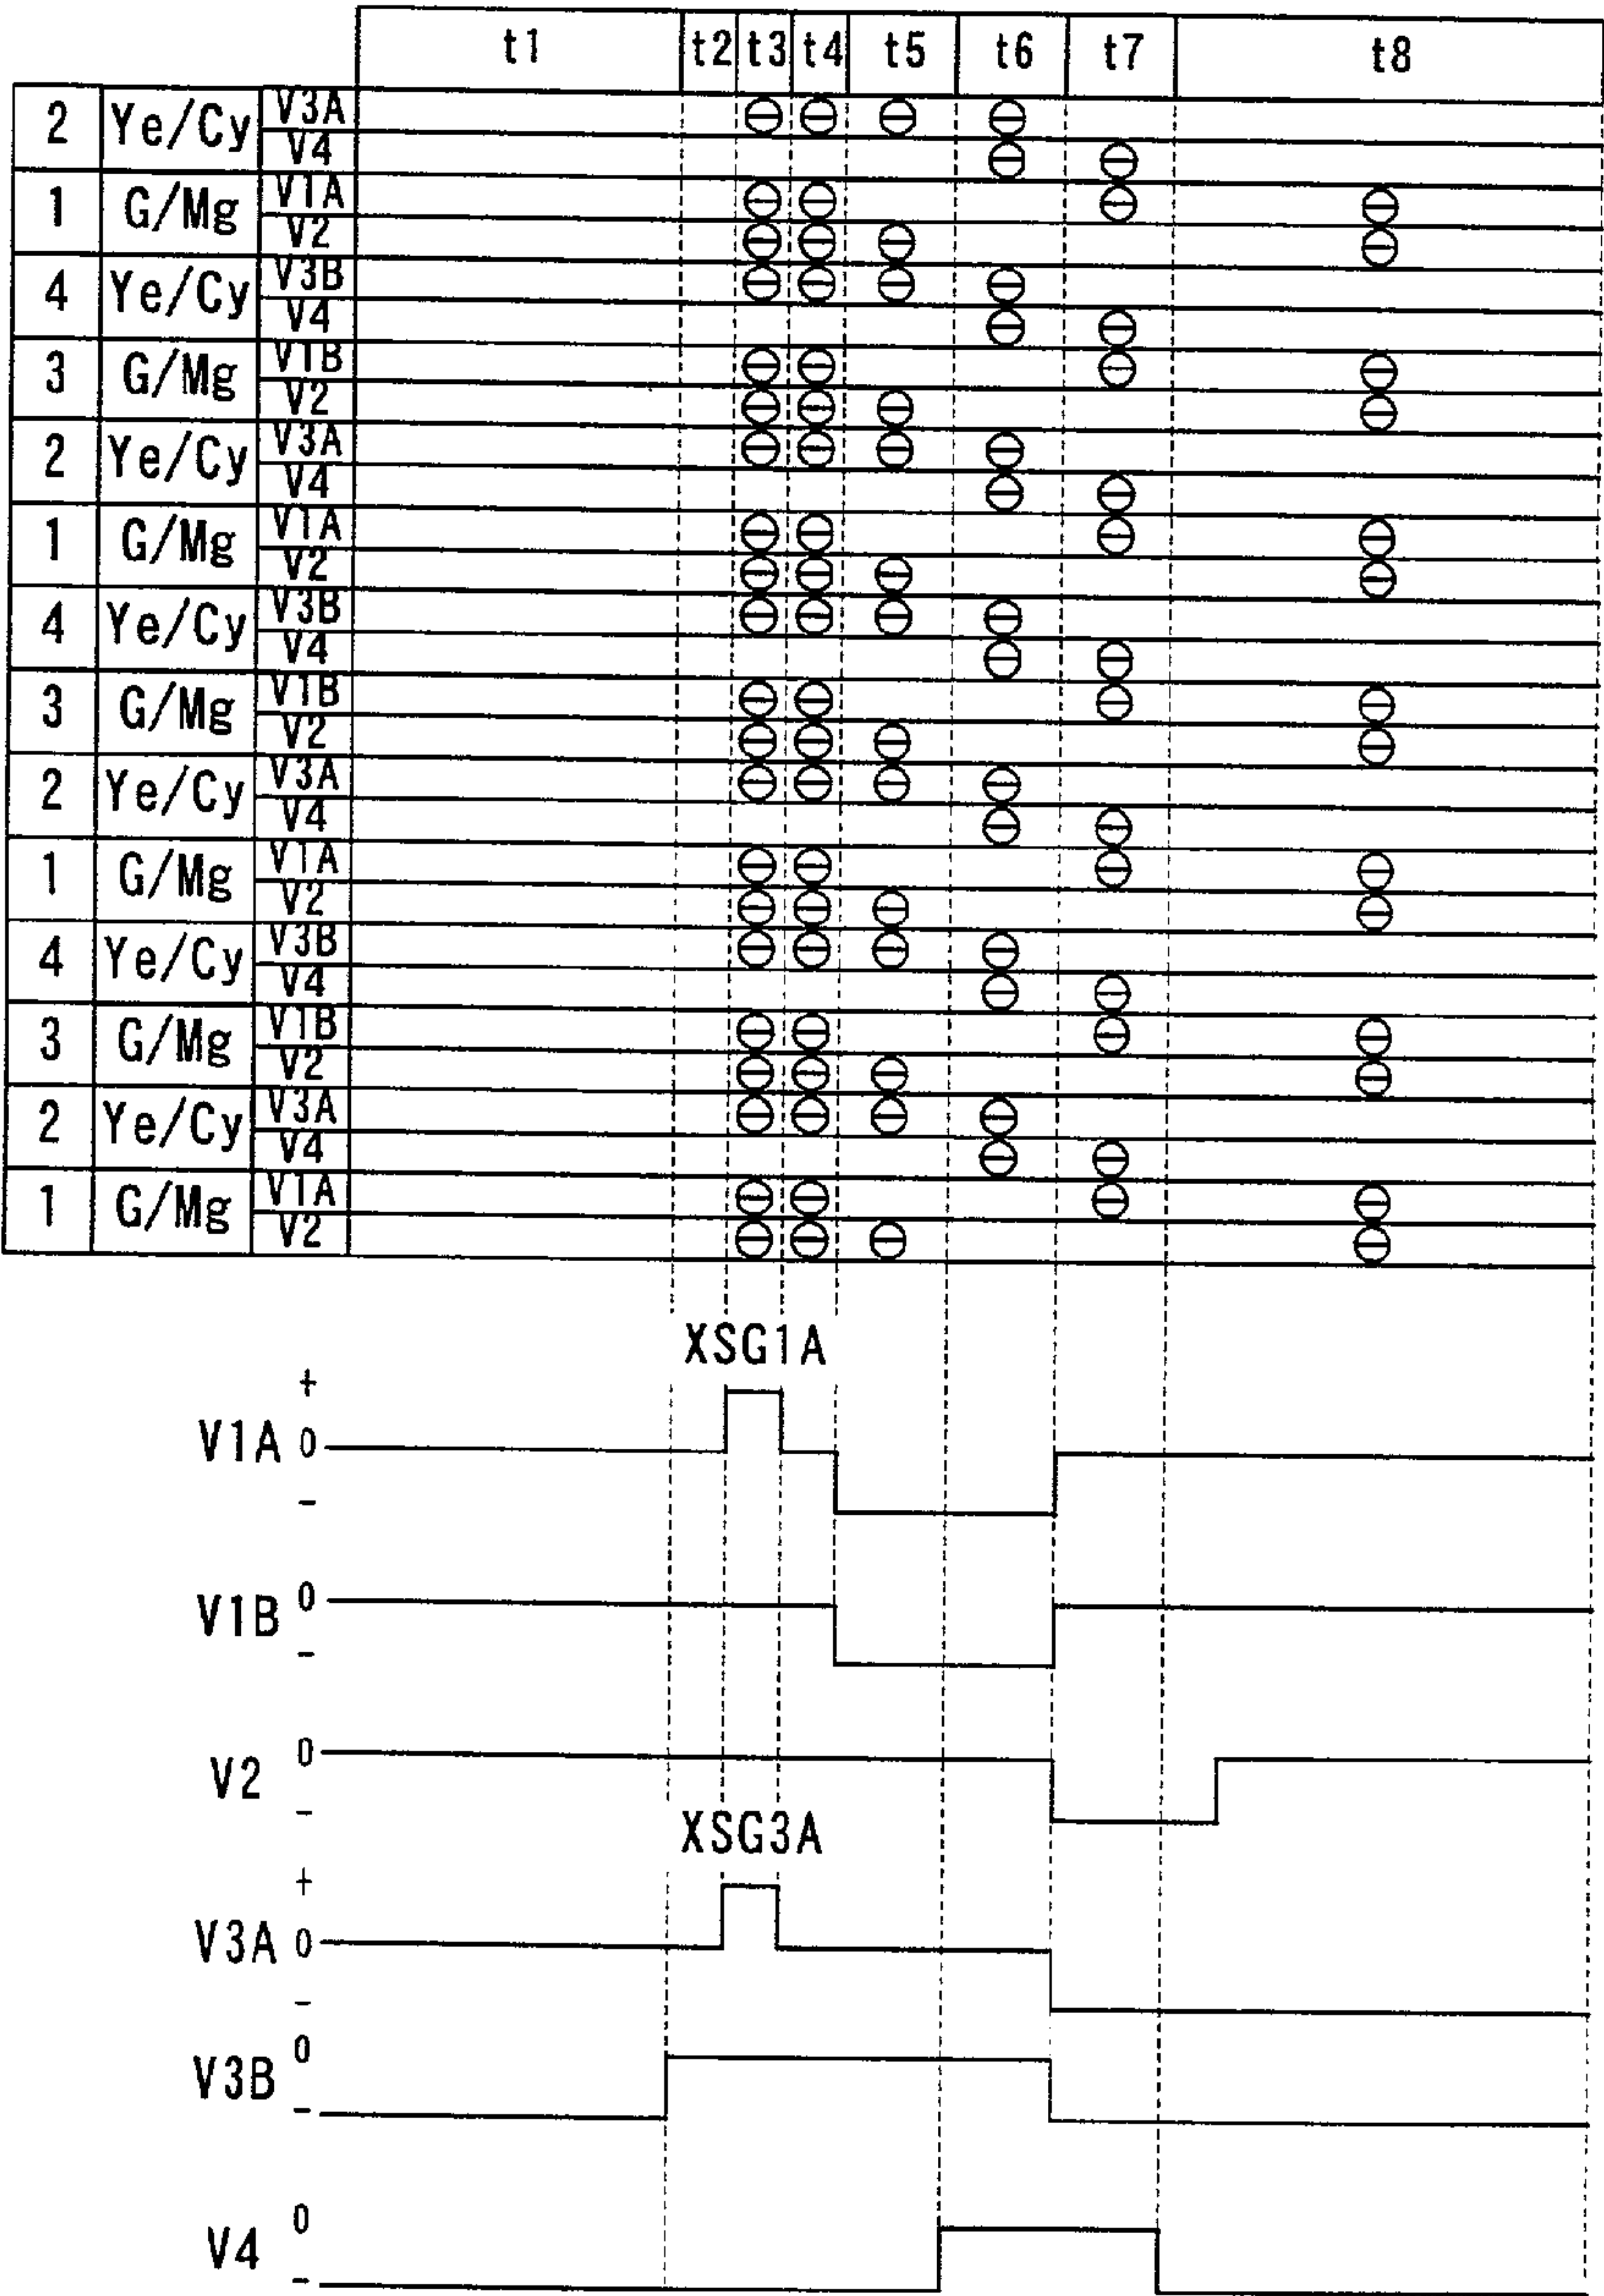 t1 t2 t3 t4 t5 t6 t7 t8
2 Ye/Cy V3A
V4
1 G/Mg V1A
V2
4 Ye/Cy V3B
V4
3 G/Mg V1B
V2
2 Ye/Cy V3A
V4
1 G/Mg V1A
V2
4 Ye/Cy V3B
V4
3 G/Mg V1B
V2
2 Ye/Cy V3A
V4
1 G/Mg V1A
V2
4 Ye/Cy V3B
V4
3 G/Mg V1B
V2
2 Ye/Cy V3A
V4
1 G/Mg V1A
V2
XSG1A
+
V1A 0
-
V1B 0
-
V2 0
-
XSG3A
+
V3A 0
-
V3B 0
-
V4 0
-